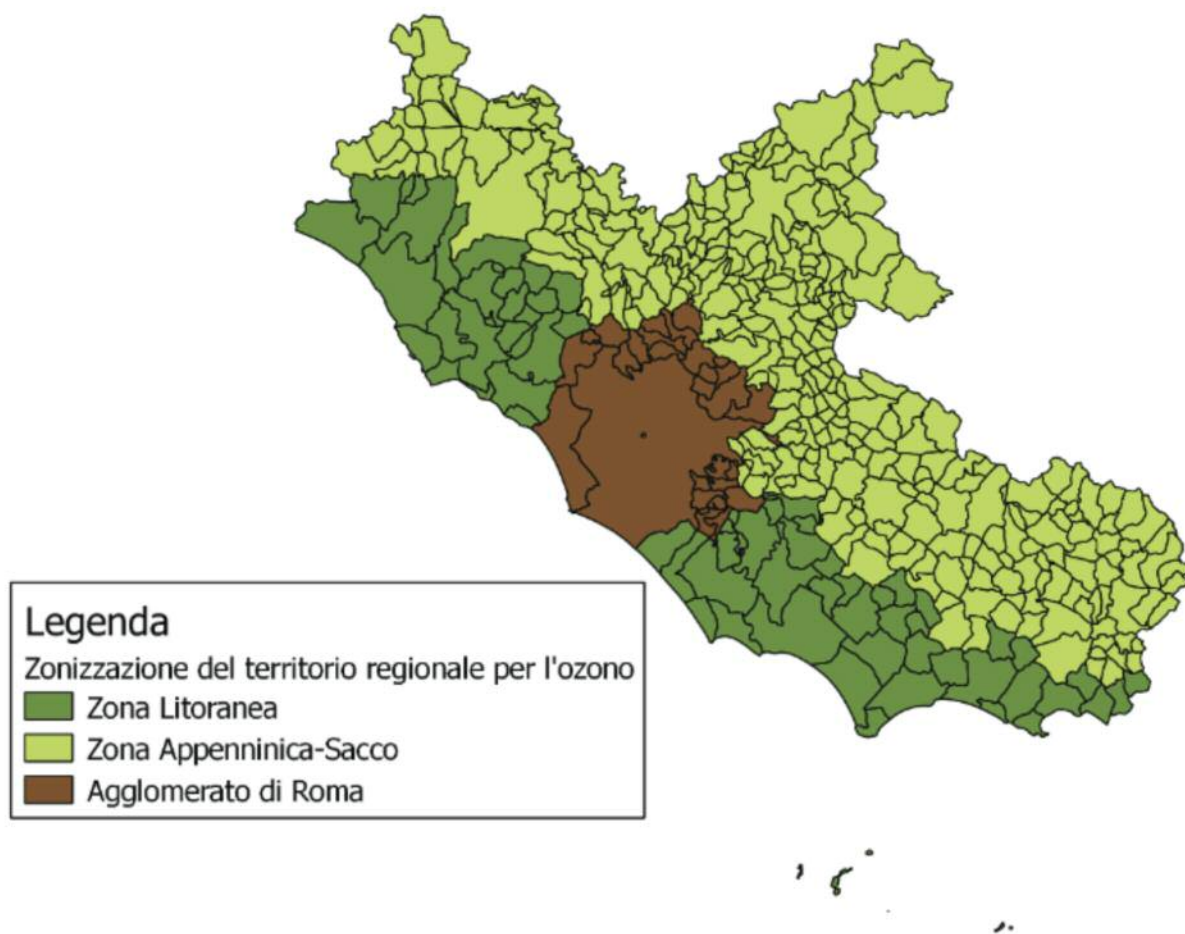 Legenda
Zonizzazione del territorio regionale per l'ozono
Zona Litoranea
Zona Appenninica-Sacco
Agglomerato di Roma